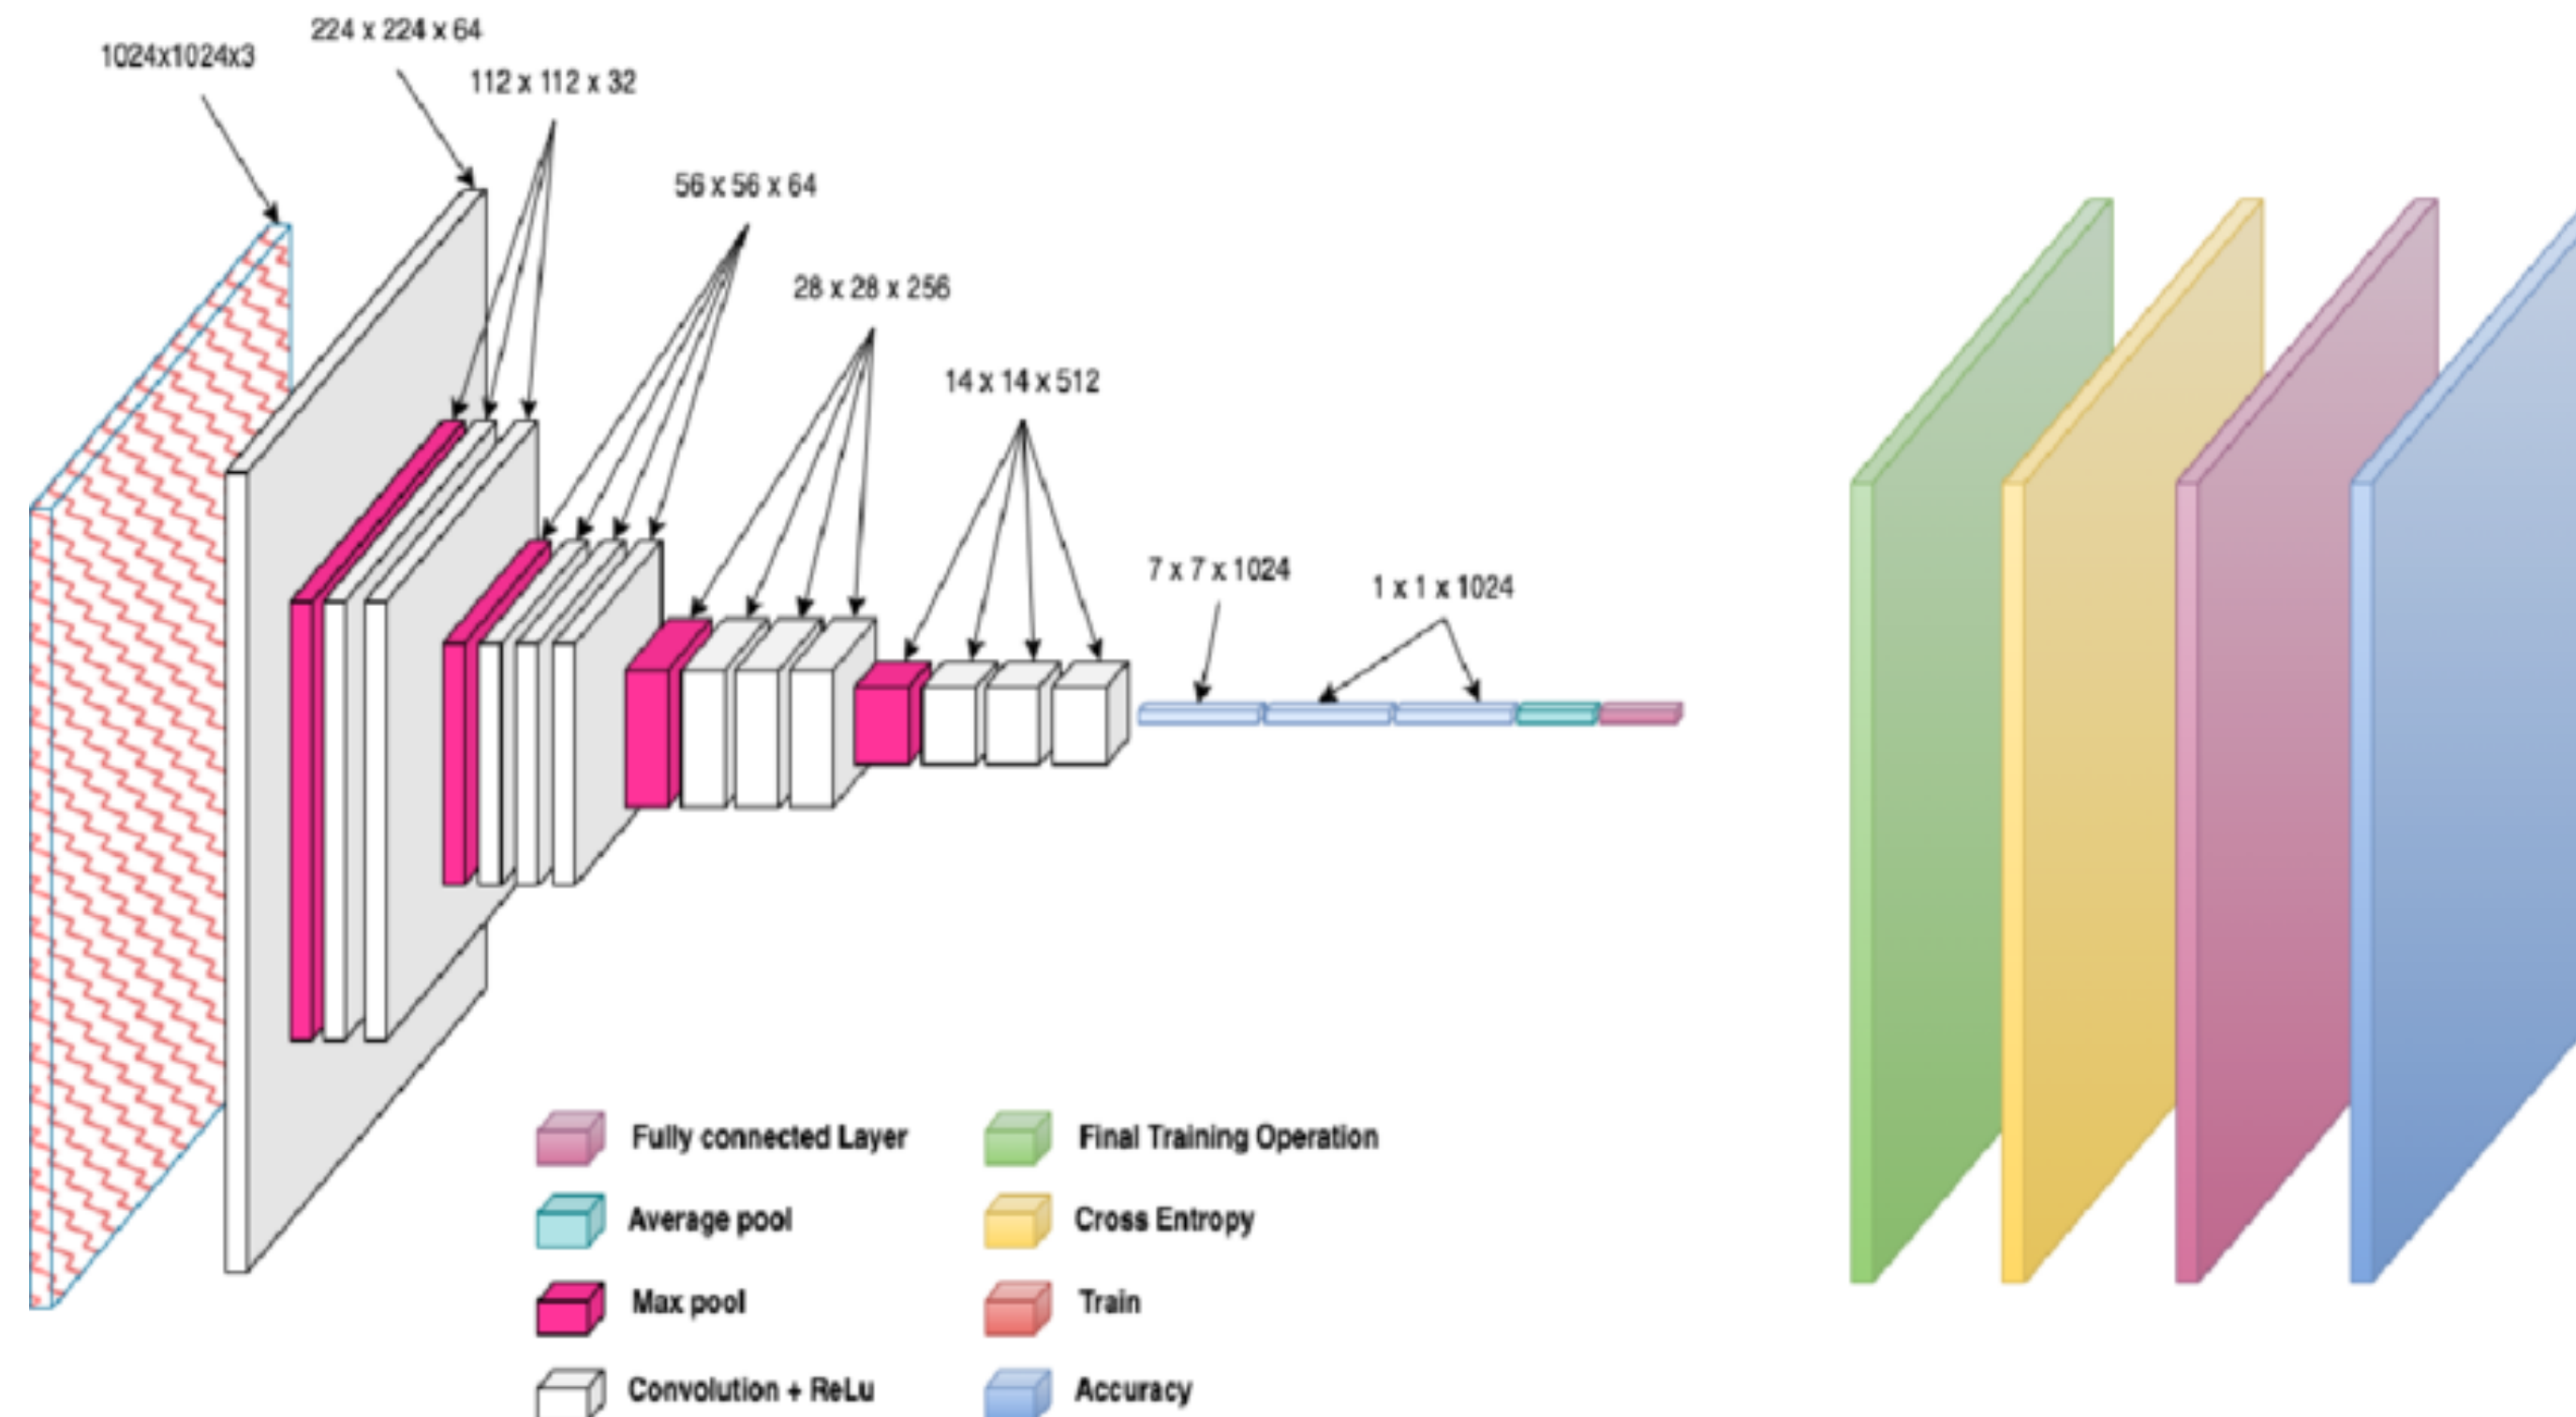 1024x1024x3
224 x 224 x 64
112 x 112 x 32
56 x 56 x 64
28 x 28 x 256
14 x 14 x 512
7 x 7 x 1024
1 x 1 x 1024
Fully connected Layer
Average pool
Max pool
Convolution + ReLu
Final Training Operation
Cross Entropy
Train
Accuracy